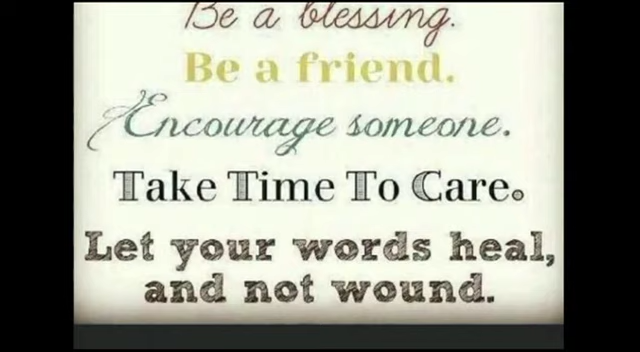 Be a blessing.
Be a friend.
Encourage someone.
Take Time To Care.
Let your words heal,
and not wound.